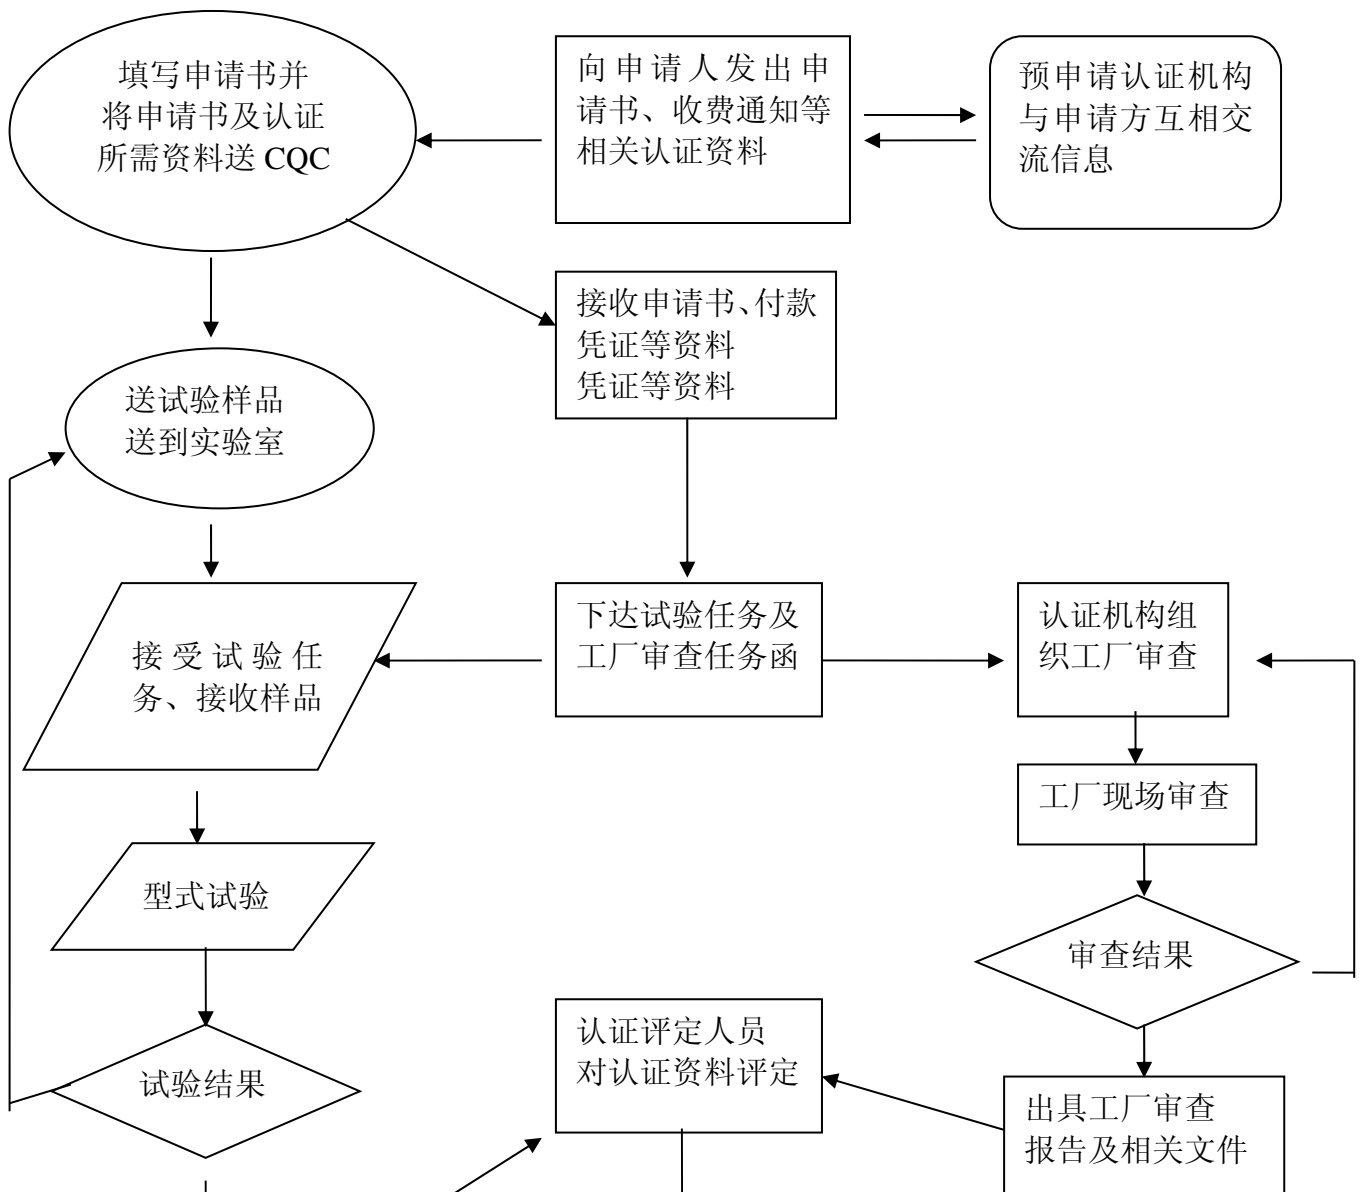 填写申请书并
将申请书及认证
所需资料送 CQC
向申请人发出申
请书、收费通知等
相关认证资料
预申请认证机构
与申请方互相交
流信息
接收申请书、付款
凭证等资料
凭证等资料
送试验样品
送到实验室
接受试验任
务、接收样品
下达试验任务及
工厂审查任务函
认证机构组
织工厂审查
工厂现场审查
型式试验
审查结果
认证评定人员
对认证资料评定
试验结果
出具工厂审查
报告及相关文件